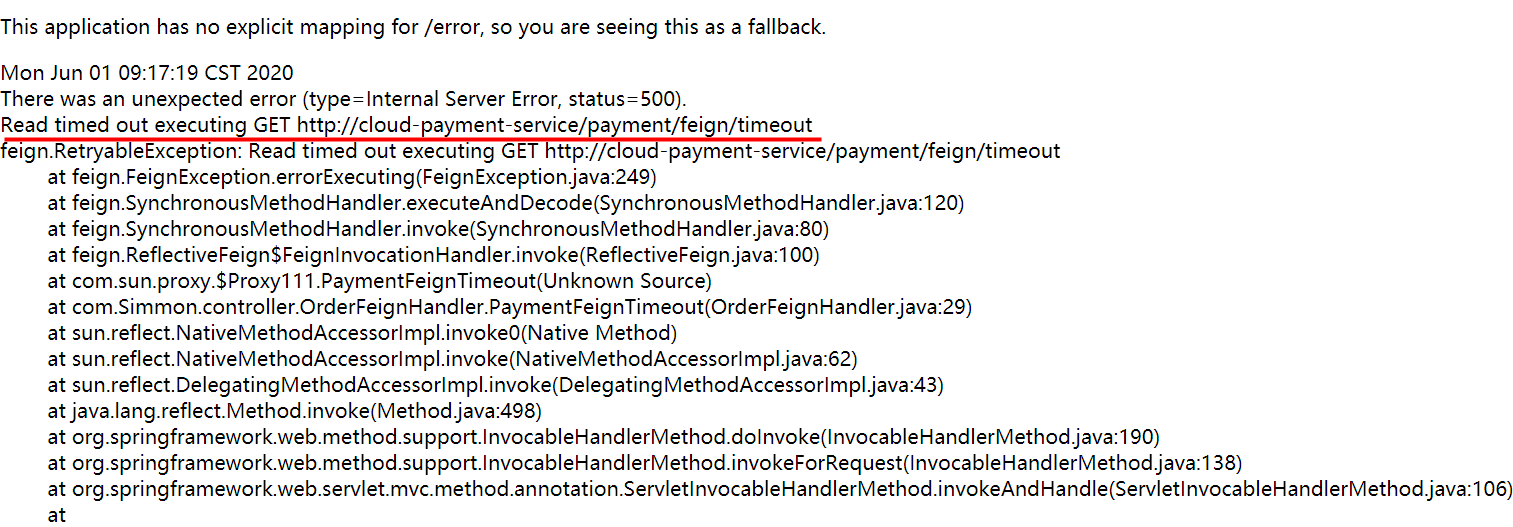 This application has no explicit mapping for /error, so you are seeing this as a fallback.
Mon Jun 01 09:17:19 CST 2020
There was an unexpected error (type=Internal Server Error, status=500).
Read timed out executing GET http://cloud-payment-service/payment/feign/timeout
feign.RetryableException: Read timed out executing GET http://cloud-payment-service/payment/feign/timeout
at feign.FeignException.errorExecuting(FeignException.java:249)
at feign.SynchronousMethodHandler.executeAndDecode(SynchronousMethodHandler.java:120)
at feign.SynchronousMethodHandler.invoke(SynchronousMethodHandler.java:80)
at feign.ReflectiveFeign$FeignInvocationHandler.invoke(ReflectiveFeign.java:100)
at com.sun.proxy.$Proxy111.PaymentFeignTimeout(Unknown Source)
at com.Simmon.controller.OrderFeignHandler.PaymentFeignTimeout(OrderFeignHandler.java:29)
at sun.reflect.NativeMethodAccessorImpl.invoke0(Native Method)
at sun.reflect.NativeMethodAccessorImpl.invoke(NativeMethodAccessorImpl.java:62)
at sun.reflect.DelegatingMethodAccessorImpl.invoke(DelegatingMethodAccessorImpl.java:43)
at java.lang.reflect.Method.invoke(Method.java:498)
at org.springframework.web.method.support.InvocableHandlerMethod.doInvoke(InvocableHandlerMethod.java:190)
at org.springframework.web.method.support.InvocableHandlerMethod.invokeForRequest(InvocableHandlerMethod.java:138)
at org.springframework.web.servlet.mvc.method.annotation.ServletInvocableHandlerMethod.invokeAndHandle(ServletInvocableHandlerMethod.java:106)
at